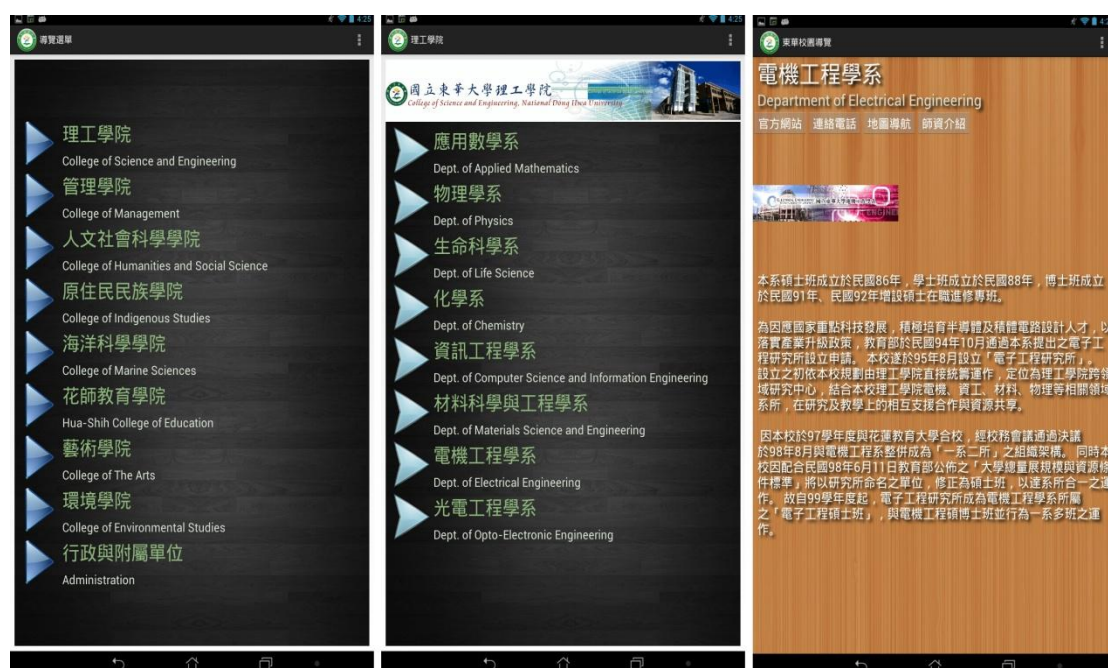 4:25
導覽選單
理工學院
College of Science and Engineering
管理學院
College of Management
人文社會科學學院
College of Humanities and Social Science
原住民民族學院
College of Indigenous Studies
海洋科學學院
College of Marine Sciences
花師教育學院
Hua-Shih College of Education
藝術學院
College of The Arts
環境學院
College of Environmental Studies
行政與附屬單位
Administration
4:25
理工學院
國立東華大學理工學院
College of Science and Engineering, National Dong Hwa University
應用數學系
Dept. of Applied Mathematics
物理學系
Dept. of Physics
生命科學系
Dept. of Life Science
化學系
Dept. of Chemistry
資訊工程學系
Dept. of Computer Science and Information Engineering
材料科學與工程學系
Dept. of Materials Science and Engineering
電機工程學系
Dept. of Electrical Engineering
光電工程學系
Dept. of Opto-Electronic Engineering
東華校園導覽
電機工程學系
Department of Electrical Engineering
官方網站 連絡電話 地圖導航 師資介紹
本系碩士班成立於民國86年，學士班成立於民國88年，博士班成立
於民國91年、民國92年增設碩士在職進修專班。
為因應國家重點科技發展，積極培育半導體及積體電路設計人才，以
落實產業升級政策，教育部於民國94年10月通過本系提出之電子工
程研究所設立申請。 本校遂於95年8月設立「電子工程研究所」。
設立之初依本校規劃由理工學院直接統籌運作，定位為理工學院跨領
域研究中心，結合本校理工學院電機、資工、材料、物理等相關領域
系所，在研究及教學上的相互支援合作與資源共享。
因本校於97學年度與花蓮教育大學合校，經校務會議通過決議
於98年8月與電機工程系整併成為「一系二所」之組織架構。 同時本
校因配合民國98年6月11日教育部公佈之「大學總量展規模與資源條
件標準」將以研究所命名之單位，修正為碩士班，以達系所合一之運
作。 故自99學年度起，電子工程研究所成為電機工程學系所屬
之「電子工程碩士班」，與電機工程碩博士班並行為一系多班之運
作。